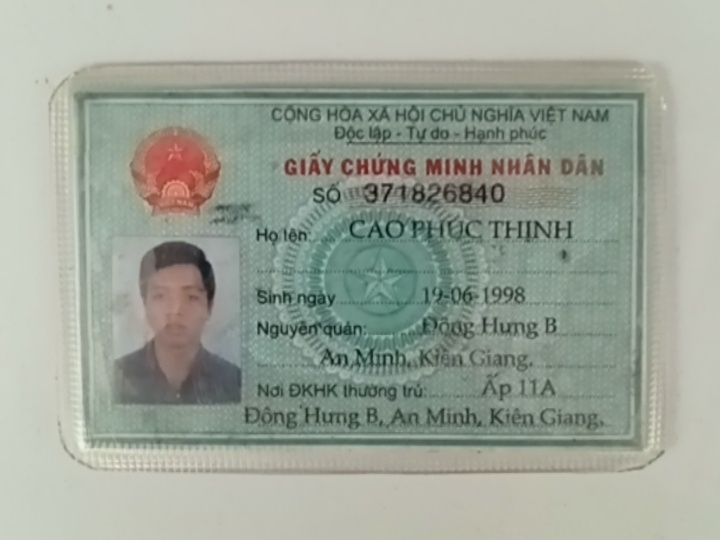 CỘNG HÒA XÃ HỘI CHỦ NGHĨA VIỆT NAM
Độc lập - Tự do - Hạnh phúc
GIẤY CHỨNG MINH NHÂN DÂN
SỐ 371826840
Họ tên: CAO PHÚC THỊNH
Sinh ngày 19-06-1998
Nguyên quán: Đông Hưng B
An Minh, Kiên Giang.
Nơi ĐKHK thường trú: Ấp 11A
Đông Hưng B, An Minh, Kiên Giang.